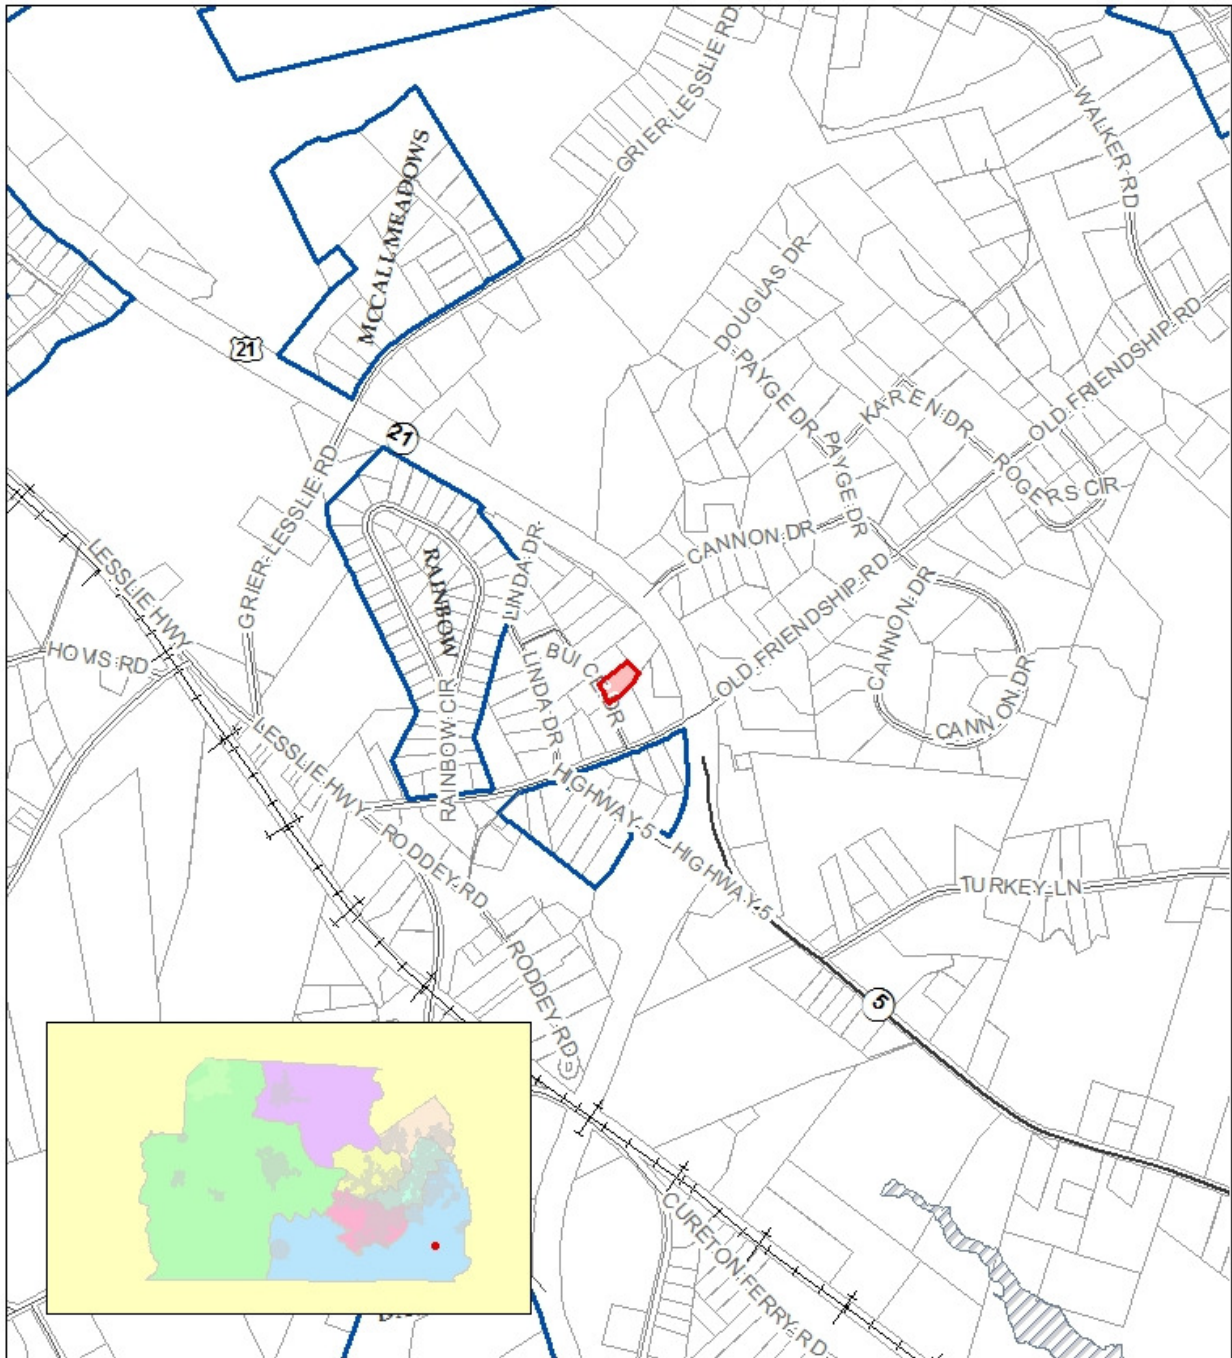 GRIER LESSLIE RD
WALKER RD
MCCALL MEADOWS
DOUGLAS DR
21
PAYGE DR
KAREN DR
OLD FRIENDSHIP RD
21
PAYGE DR
ROGERS CIR
GRIER LESSLIE RD
LESSLIE HWY
RAINBOW
LINDA DR
CANNON DR
OLD FRIENDSHIP RD
CANNON DR
HOVIS RD
LINDA DR
CANNON DR
LESSLIE HWY
RAINBOW CIR
HIGHWAY 5
RODDEY RD
HIGHWAY 5
TURKEY LN
RODDEY RD
5
CURETON FERRY RD